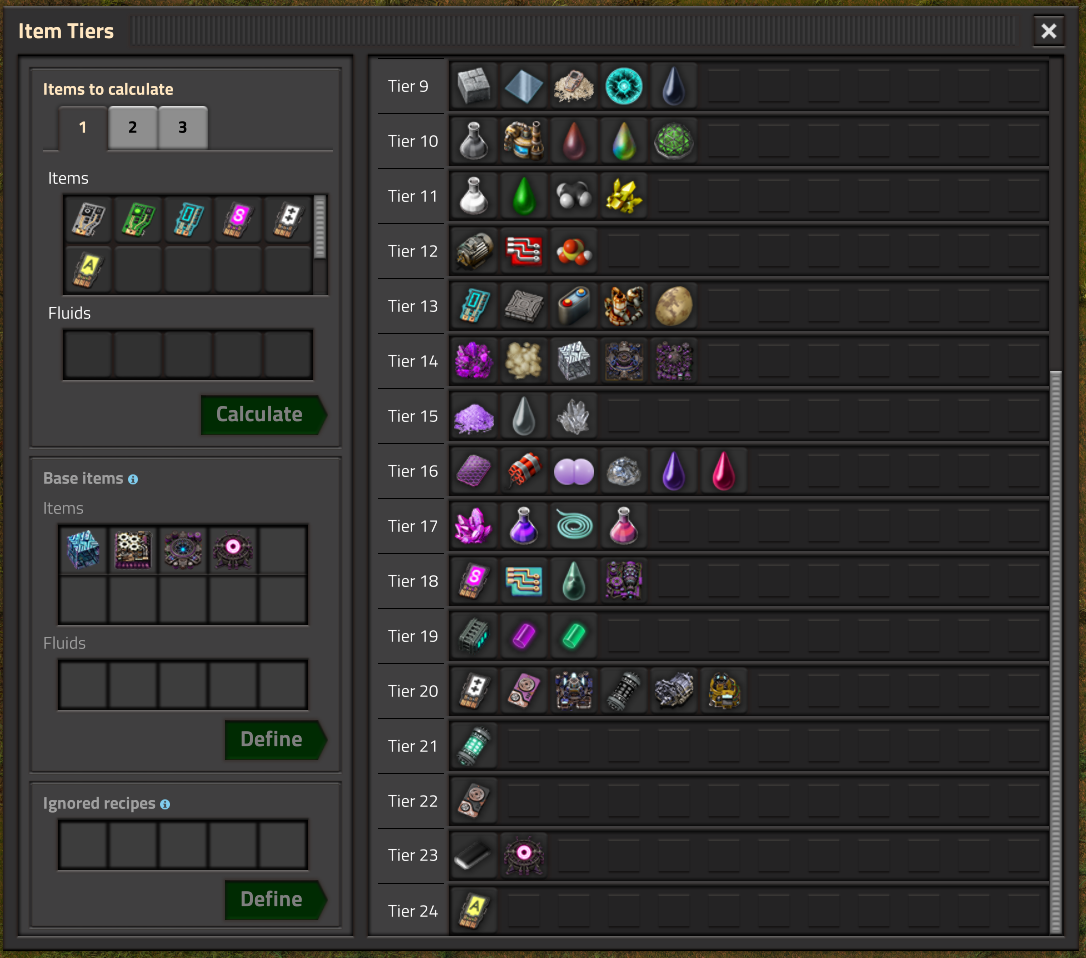 Item Tiers
Items to calculate
1 2 3
Items
S
A
Fluids
Calculate
Base items
Items
Fluids
Define
Ignored recipes
Define
Tier 9
Tier 10
Tier 11
Tier 12
Tier 13
Tier 14
Tier 15
Tier 16
Tier 17
Tier 18
S
Tier 19
Tier 20
Tier 21
Tier 22
Tier 23
Tier 24
A